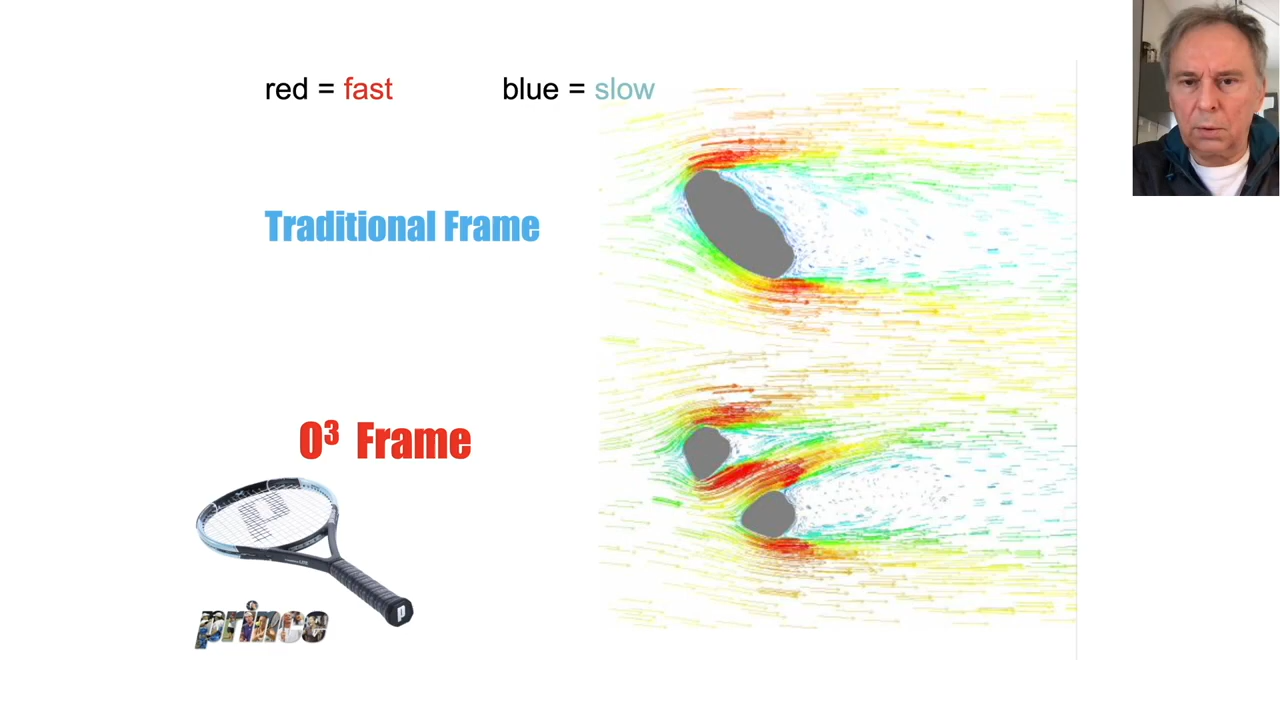 red = fast
blue = slow
Traditional Frame
O³ Frame
prince
P